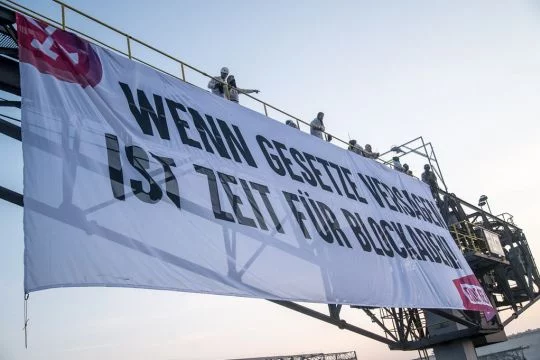 WENN GESETZE VERSAGEN
IST ZEIT FÜR BLOCKADEN!